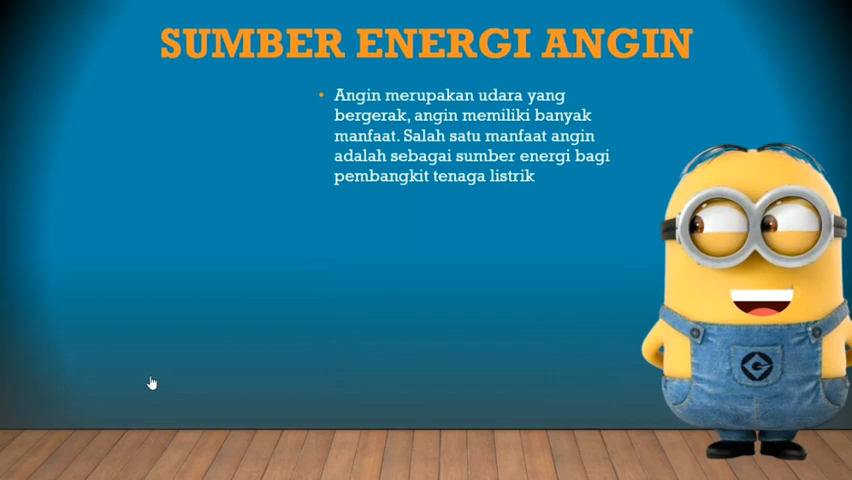 SUMBER ENERGI ANGIN
• Angin merupakan udara yang
bergerak, angin memiliki banyak
manfaat. Salah satu manfaat angin
adalah sebagai sumber energi bagi
pembangkit tenaga listrik